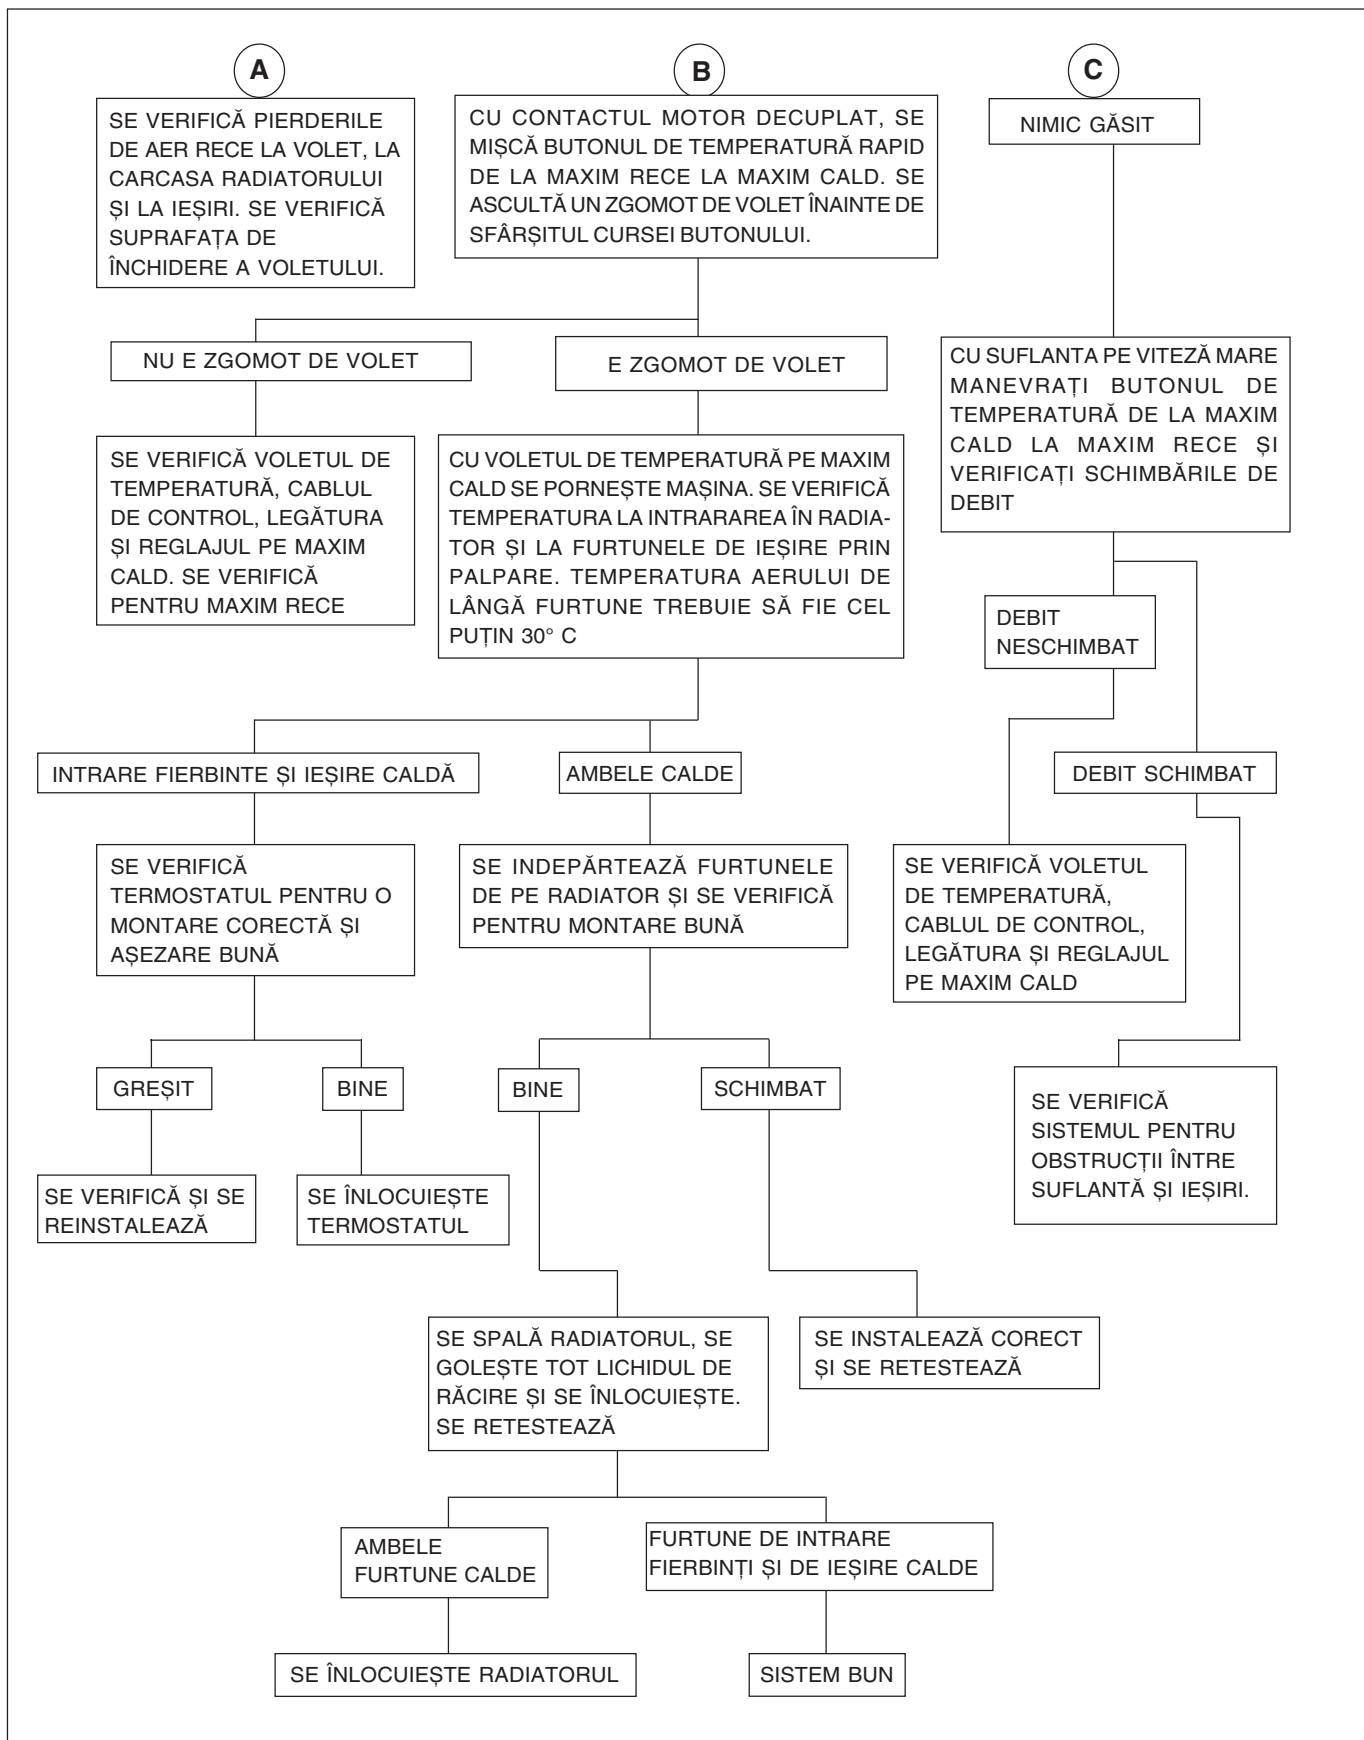 A
SE VERIFICĂ PIERDERILE
DE AER RECE LA VOLET, LA
CARCASA RADIATORULUI
ȘI LA IEȘIRI. SE VERIFICĂ
SUPRAFAȚA DE
ÎNCHIDERE A VOLETULUI.
B
CU CONTACTUL MOTOR DECUPLAT, SE
MIȘCĂ BUTONUL DE TEMPERATURĂ RAPID
DE LA MAXIM RECE LA MAXIM CALD. SE
ASCULTĂ UN ZGOMOT DE VOLET ÎNAINTE DE
SFÂRȘITUL CURSEI BUTONULUI.
C
NIMIC GĂSIT
NU E ZGOMOT DE VOLET
E ZGOMOT DE VOLET
CU SUFLANTA PE VITEZĂ MARE
MANEVRAȚI BUTONUL DE
TEMPERATURĂ DE LA MAXIM
CALD LA MAXIM RECE ȘI
VERIFICAȚI SCHIMBĂRILE DE
DEBIT
SE VERIFICĂ VOLETUL DE
TEMPERATURĂ, CABLUL
DE CONTROL, LEGĂTURA
ȘI REGLAJUL PE MAXIM
CALD. SE VERIFICĂ
PENTRU MAXIM RECE
CU VOLETUL DE TEMPERATURĂ PE MAXIM
CALD SE PORNEȘTE MAȘINA. SE VERIFICĂ
TEMPERATURA LA INTRARAREA ÎN RADIA-
TOR ȘI LA FURTUNELE DE IEȘIRE PRIN
PALPARE. TEMPERATURA AERULUI DE
LÂNGĂ FURTUNE TREBUIE SĂ FIE CEL
PUȚIN 30° C
DEBIT
NESCHIMBAT
INTRARE FIERBINTE ȘI IEȘIRE CALDĂ
AMBELE CALDE
DEBIT SCHIMBAT
SE VERIFICĂ
TERMOSTATUL PENTRU O
MONTARE CORECTĂ ȘI
AȘEZARE BUNĂ
SE INDEPĂRTEAZĂ FURTUNELE
DE PE RADIATOR ȘI SE VERIFICĂ
PENTRU MONTARE BUNĂ
SE VERIFICĂ VOLETUL
DE TEMPERATURĂ,
CABLUL DE CONTROL,
LEGĂTURA ȘI REGLAJUL
PE MAXIM CALD
GREȘIT
BINE
BINE
SCHIMBAT
SE VERIFICĂ
SISTEMUL PENTRU
OBSTRUCȚII ÎNTRE
SUFLANTĂ ȘI IEȘIRI.
SE VERIFICĂ ȘI SE
REINSTALEAZĂ
SE ÎNLOCUIEȘTE
TERMOSTATUL
SE SPALĂ RADIATORUL, SE
GOLEȘTE TOT LICHIDUL DE
RĂCIRE ȘI SE ÎNLOCUIEȘTE.
SE RETESTEAZĂ
SE INSTALEAZĂ CORECT
ȘI SE RETESTEAZĂ
AMBELE
FURTUNE CALDE
FURTUNE DE INTRARE
FIERBINȚI ȘI DE IEȘIRE CALDE
SE ÎNLOCUIEȘTE RADIATORUL
SISTEM BUN